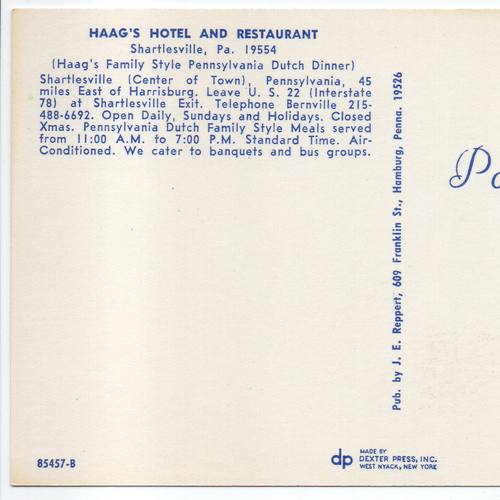 HAAG'S HOTEL AND RESTAURANT
Shartlesville, Pa. 19554
(Haag's Family Style Pennsylvania Dutch Dinner)
Shartlesville (Center of Town), Pennsylvania, 45
miles East of Harrisburg. Leave U. S. 22 (Interstate
78) at Shartlesville Exit. Telephone Bernville 215-
488-6692. Open Daily, Sundays and Holidays. Closed
Xmas. Pennsylvania Dutch Family Style Meals served
from 11:00 A.M. to 7:00 P.M. Standard Time. Air-
Conditioned. We cater to banquets and bus groups.
Pub. by J. E. Reppert, 609 Franklin St., Hamburg, Penna. 19526
Po
85457-B
dp
MADE BY
DEXTER PRESS, INC.
WEST NYACK, NEW YORK